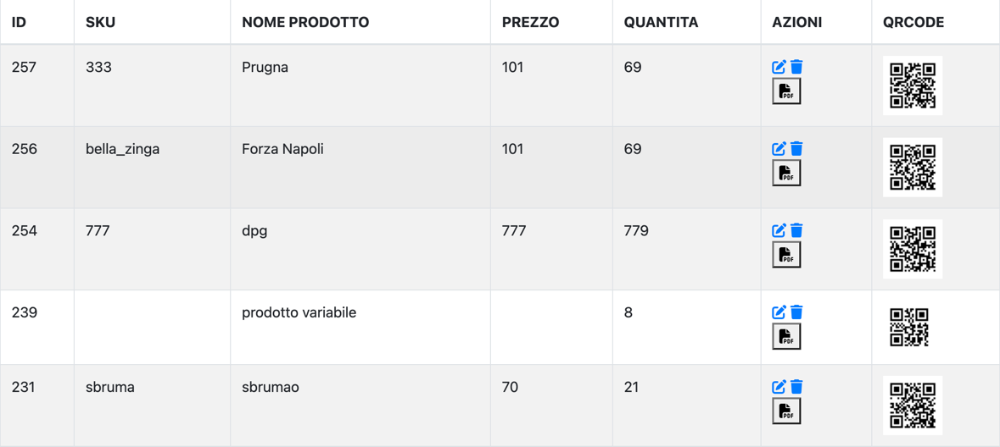 ID SKU NOME PRODOTTO PREZZO QUANTITA AZIONI QRCODE
257 333 Prugna 101 69
PDF
256 bella_zinga Forza Napoli 101 69
PDF
254 777 dpg 777 779
PDF
239 prodotto variabile 8
PDF
231 sbruma sbrumao 70 21
PDF